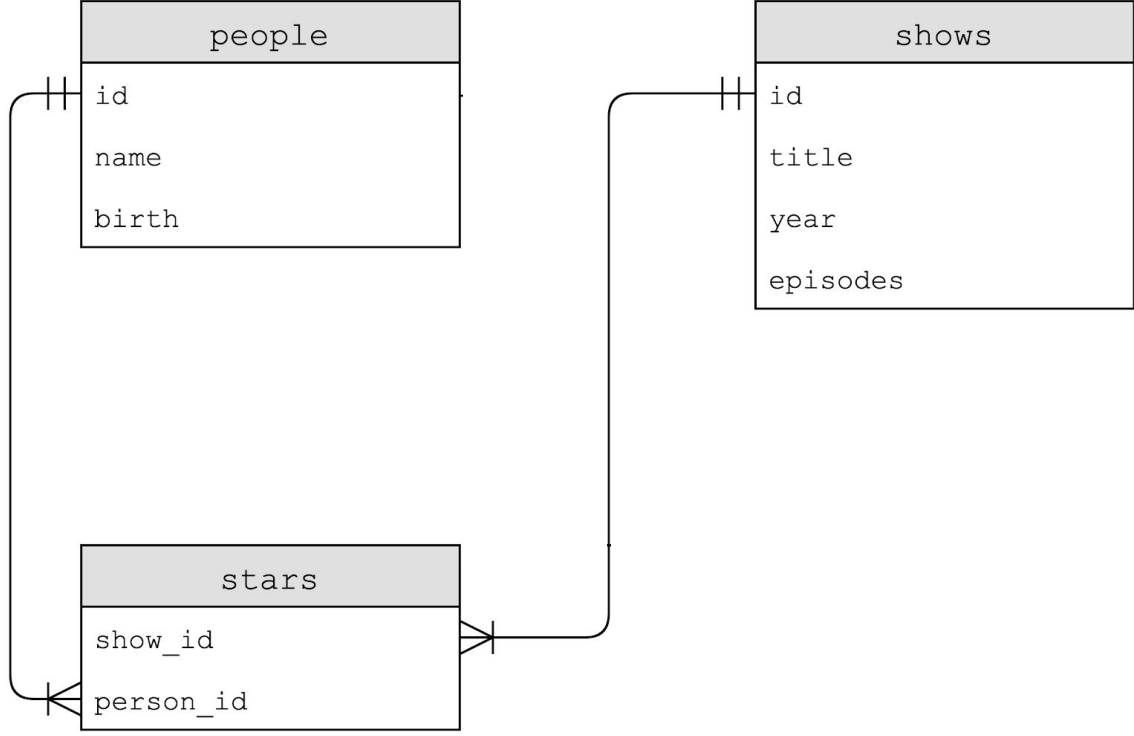 people
id
name
birth
shows
id
title
year
episodes
stars
show_id
person_id